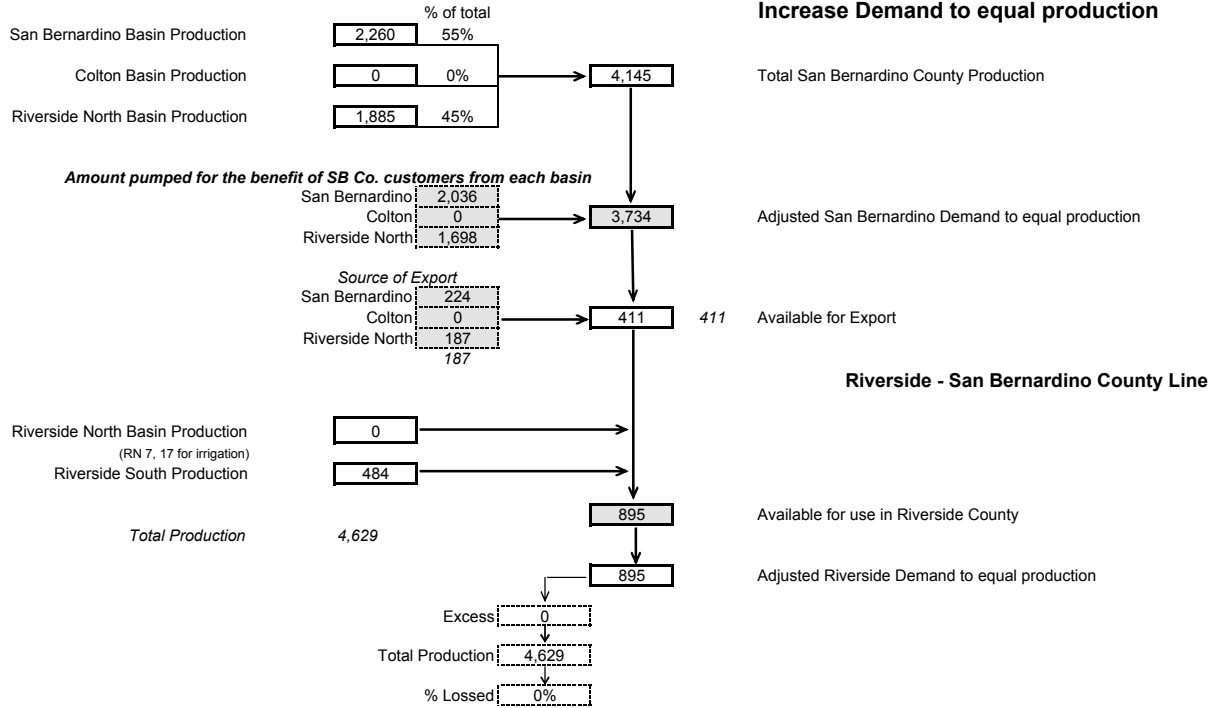 % of total
Increase Demand to equal production
San Bernardino Basin Production 2,260 55%
Colton Basin Production 0 0% 4,145 Total San Bernardino County Production
Riverside North Basin Production 1,885 45%
Amount pumped for the benefit of SB Co. customers from each basin
San Bernardino 2,036
Colton 0 3,734 Adjusted San Bernardino Demand to equal production
Riverside North 1,698
Source of Export
San Bernardino 224
Colton 0 411 411 Available for Export
Riverside North 187
187
Riverside - San Bernardino County Line
Riverside North Basin Production 0
(RN 7, 17 for irrigation)
Riverside South Production 484
895 Available for use in Riverside County
Total Production 4,629
895 Adjusted Riverside Demand to equal production
Excess 0
Total Production 4,629
% Lossed 0%